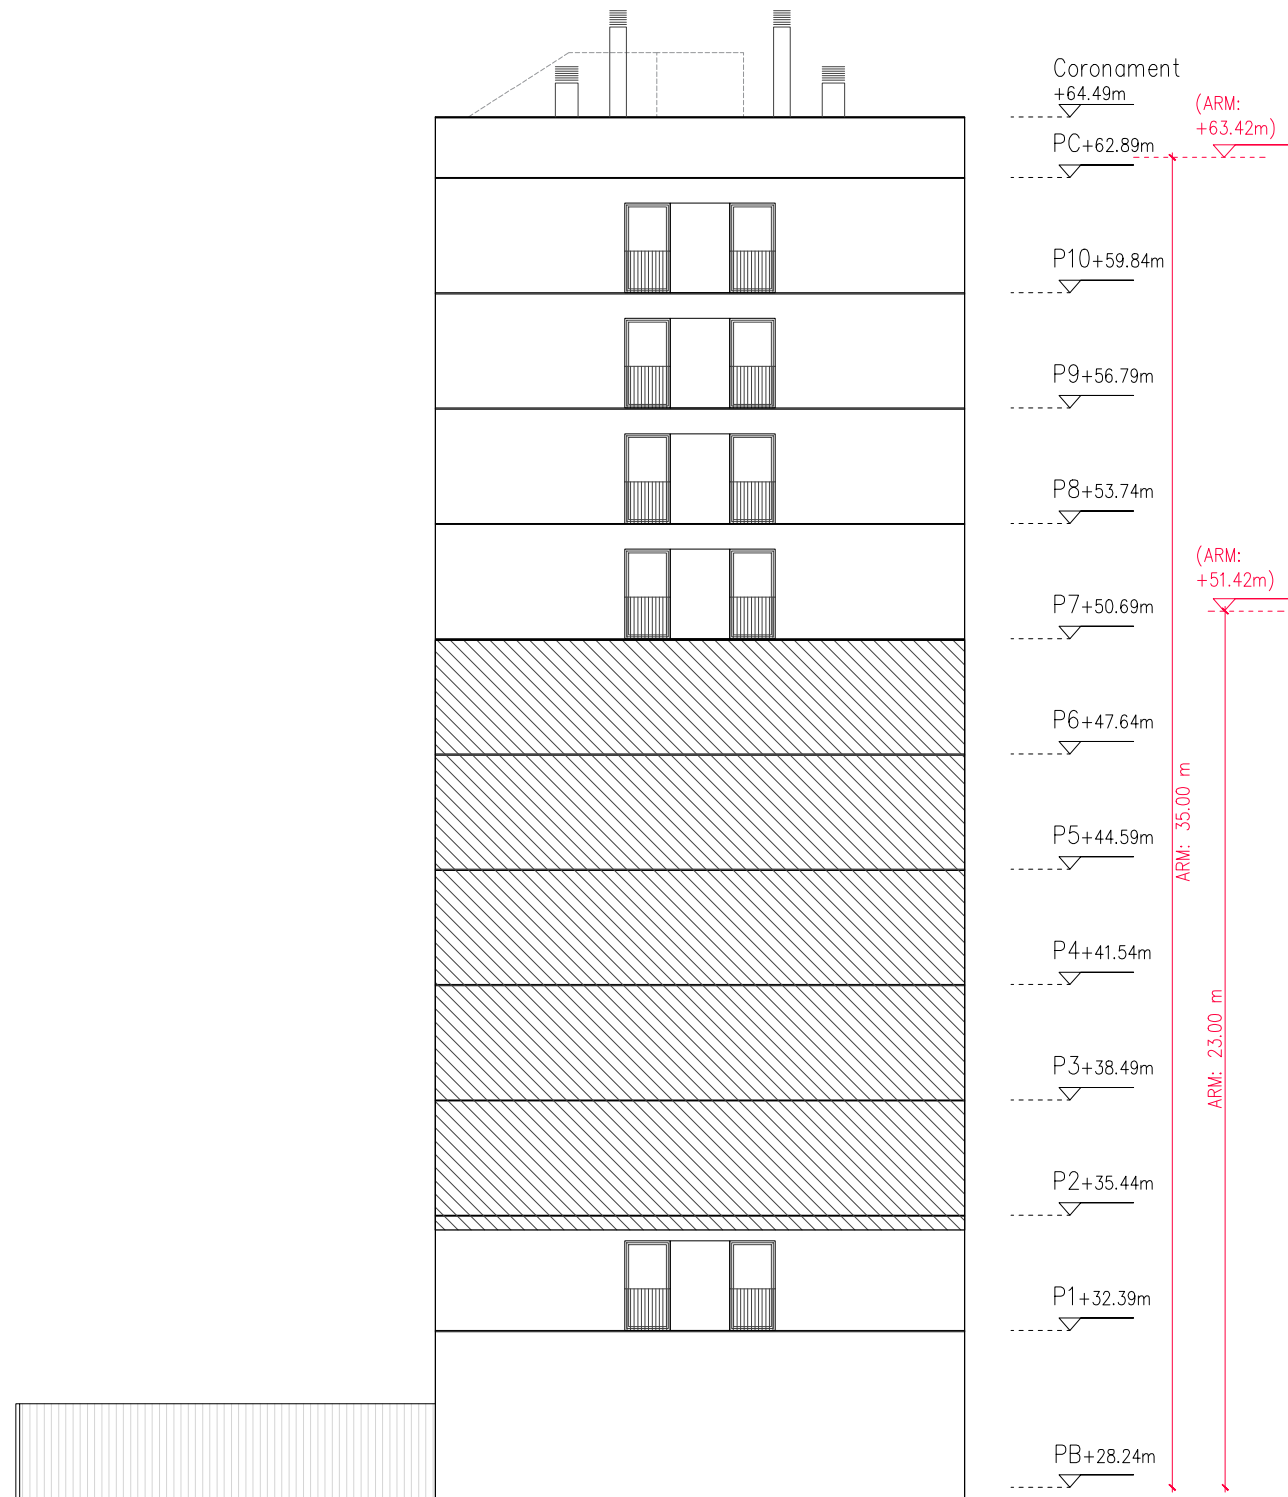 Coronament
+64.49m
(ARM:
+63.42m)
PC+62.89m
P10+59.84m
P9+56.79m
P8+53.74m
(ARM:
+51.42m)
P7+50.69m
P6+47.64m
ARM: 35.00 m
P5+44.59m
P4+41.54m
ARM: 23.00 m
P3+38.49m
P2+35.44m
P1+32.39m
PB+28.24m